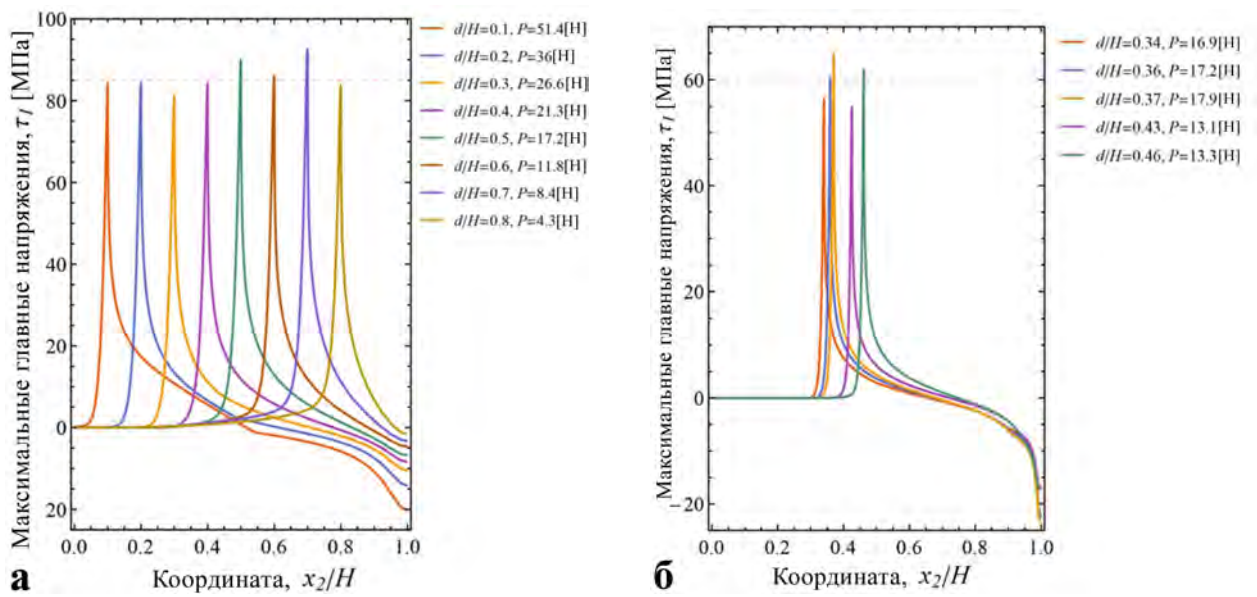 Максимальные главные напряжения, τ₁ [МПа]
100
80
60
40
20
0
20
0.0 0.2 0.4 0.6 0.8 1.0
Координата, x₂/H
d/H=0.1, P=51.4[H]
d/H=0.2, P=36[H]
d/H=0.3, P=26.6[H]
d/H=0.4, P=21.3[H]
d/H=0.5, P=17.2[H]
d/H=0.6, P=11.8[H]
d/H=0.7, P=8.4[H]
d/H=0.8, P=4.3[H]
а
Максимальные главные напряжения, τ₁ [МПа]
60
40
20
0
−20
0.0 0.2 0.4 0.6 0.8 1.0
Координата, x₂/H
d/H=0.34, P=16.9[H]
d/H=0.36, P=17.2[H]
d/H=0.37, P=17.9[H]
d/H=0.43, P=13.1[H]
d/H=0.46, P=13.3[H]
б